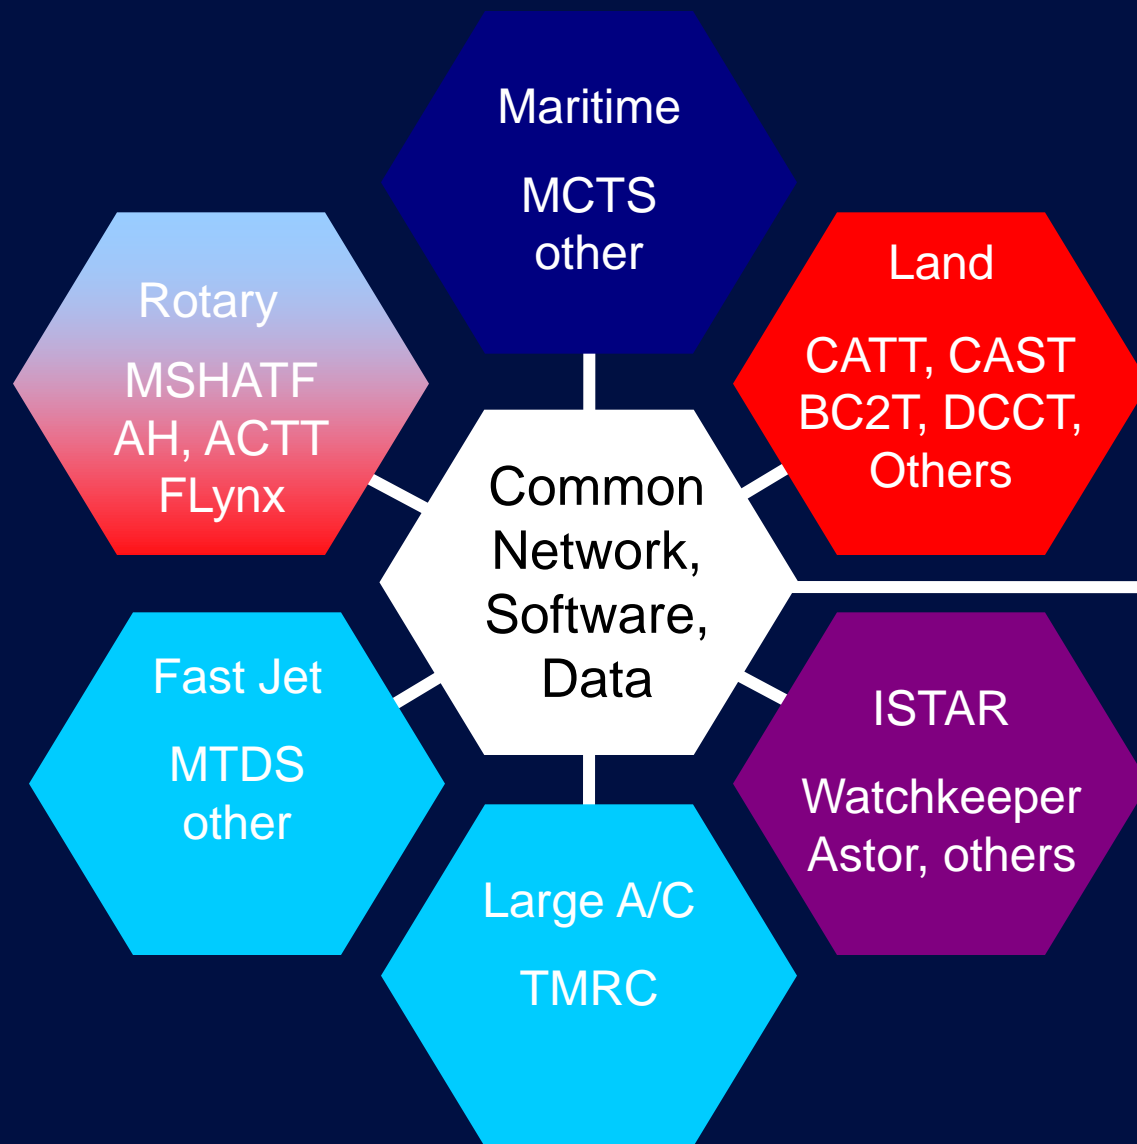 Maritime
MCTS
other
Land
CATT, CAST
BC2T, DCCT,
Others
Rotary
MSHATF
AH, ACTT
FLynx
Common
Network,
Software,
Data
Fast Jet
MTDS
other
ISTAR
Watchkeeper
Astor, others
Large A/C
TMRC